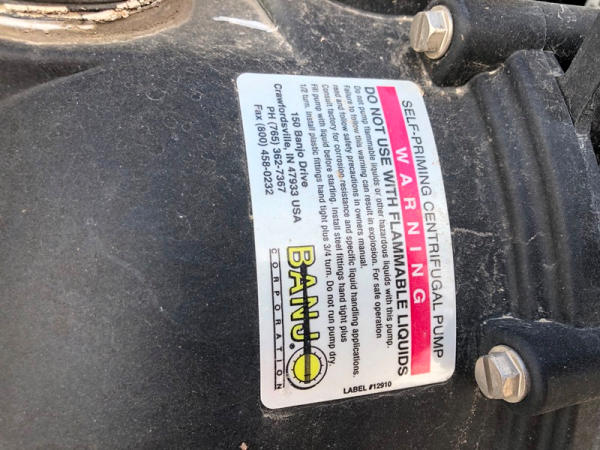 SELF-PRIMING CENTRIFUGAL PUMP
WARNING
DO NOT USE WITH FLAMMABLE LIQUIDS
Do not pump flammable liquids or other hazardous liquids with this pump.
Failure to follow this warning can result in explosion. For safe operation
read and follow safety precautions in owners manual.
Consult factory for corrosion resistance and specific liquid handling applications.
Fill pump with liquid before starting. Install steel fittings hand tight plus
1/2 turn. Install plastic fittings hand tight plus 3/4 turn. Do not run pump dry.
150 Banjo Drive
Crawfordsville, IN 47933 USA
PH (765) 362-7367
Fax (800) 458-0232
BANJO
CORPORATION
LABEL #12910